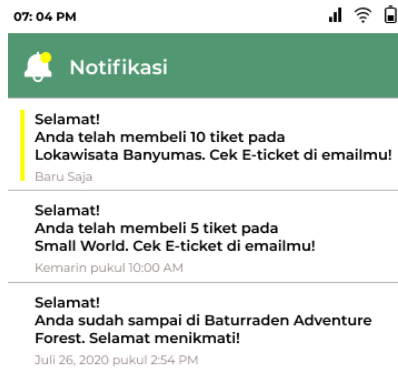 07: 04 PM
Notifikasi
Selamat!
Anda telah membeli 10 tiket pada
Lokawisata Banyumas. Cek E-ticket di emailmu!
Baru Saja
Selamat!
Anda telah membeli 5 tiket pada
Small World. Cek E-ticket di emailmu!
Kemarin pukul 10:00 AM
Selamat!
Anda sudah sampai di Baturraden Adventure
Forest. Selamat menikmati!
Juli 26, 2020 pukul 2:54 PM